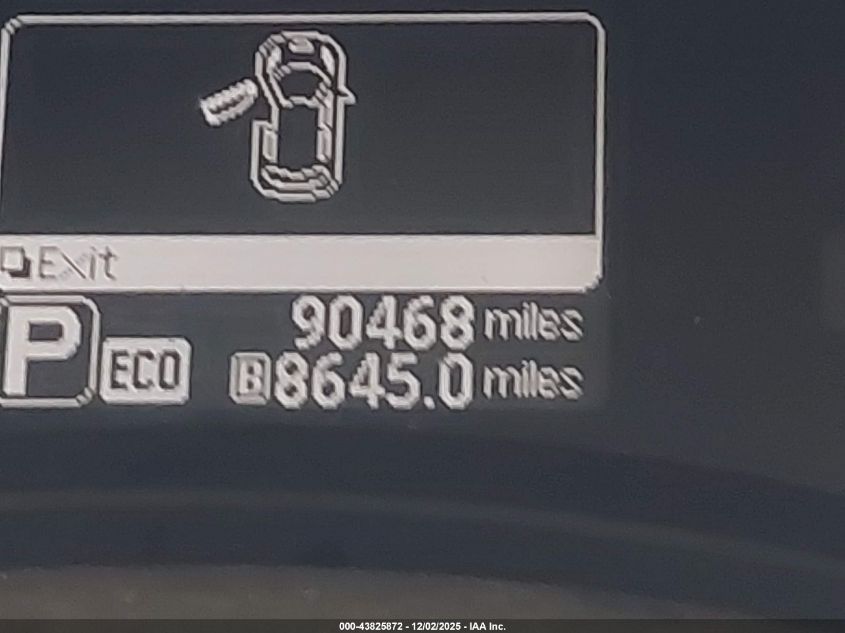 Exit
P
ECO
90468 miles
B 8645.0 miles
000-43825872 - 12/02/2025 - IAA Inc.